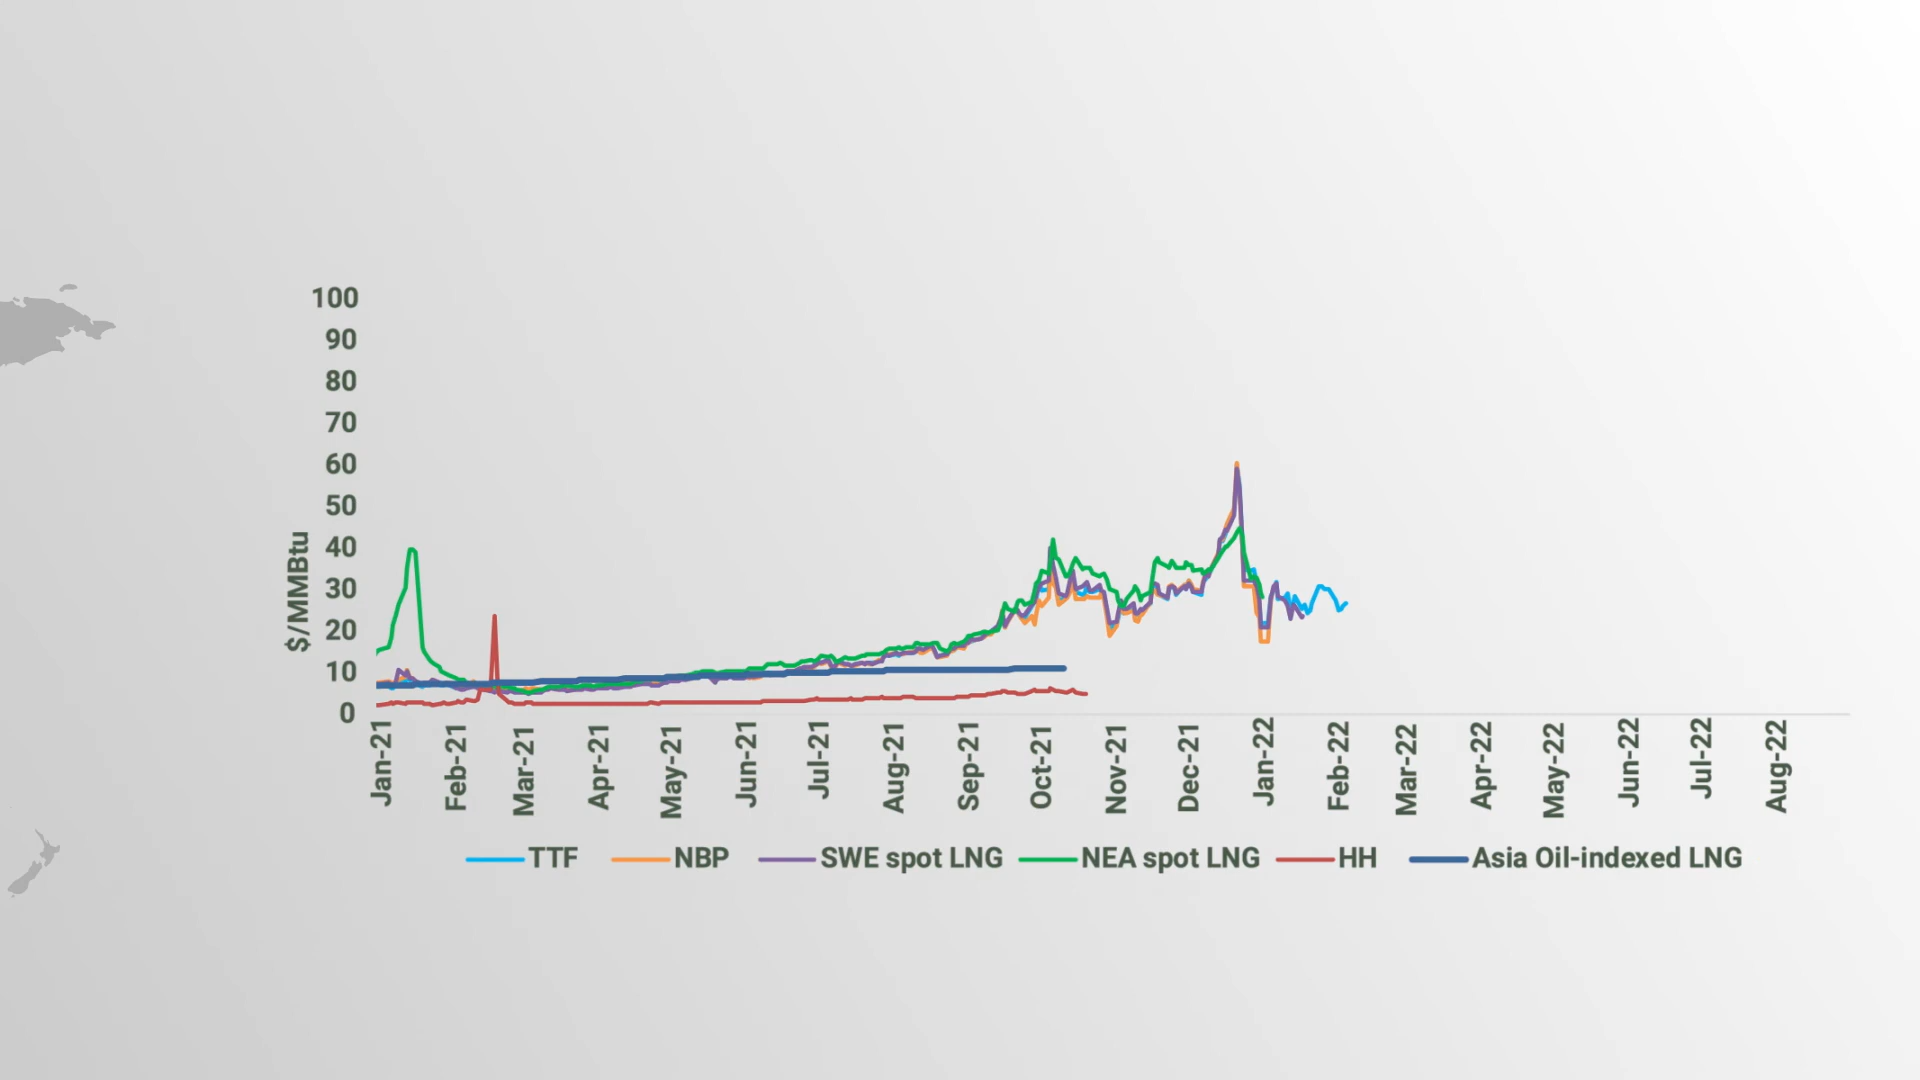 100
90
80
70
60
50
40
30
20
10
0
$/MMBtu
Jan-21
Feb-21
Mar-21
Apr-21
May-21
Jun-21
Jul-21
Aug-21
Sep-21
Oct-21
Nov-21
Dec-21
Jan-22
Feb-22
Mar-22
Apr-22
May-22
Jun-22
Jul-22
Aug-22
TTF NBP SWE spot LNG NEA spot LNG HH Asia Oil-indexed LNG